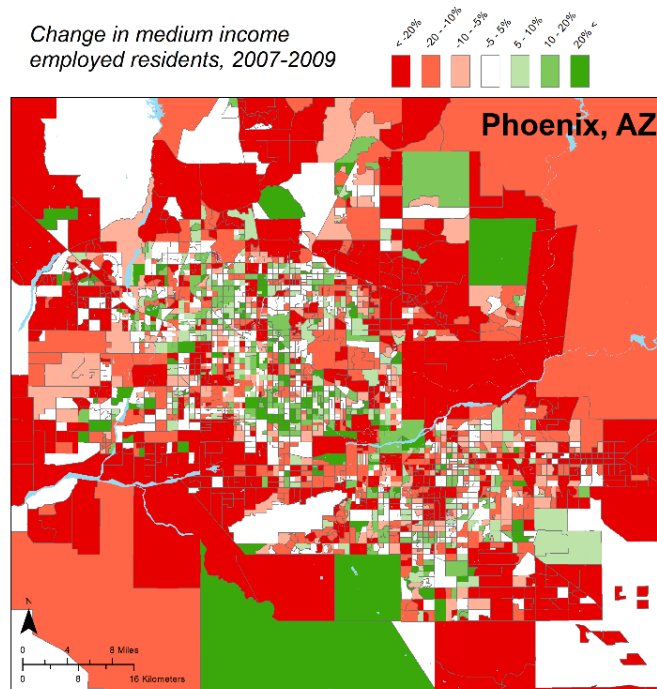 Change in medium income
employed residents, 2007-2009
< -20%
-20 - -10%
-10 - -5%
-5 - 5%
5 - 10%
10 - 20%
20% <
Phoenix, AZ
N
0 4 8 Miles
0 8 16 Kilometers